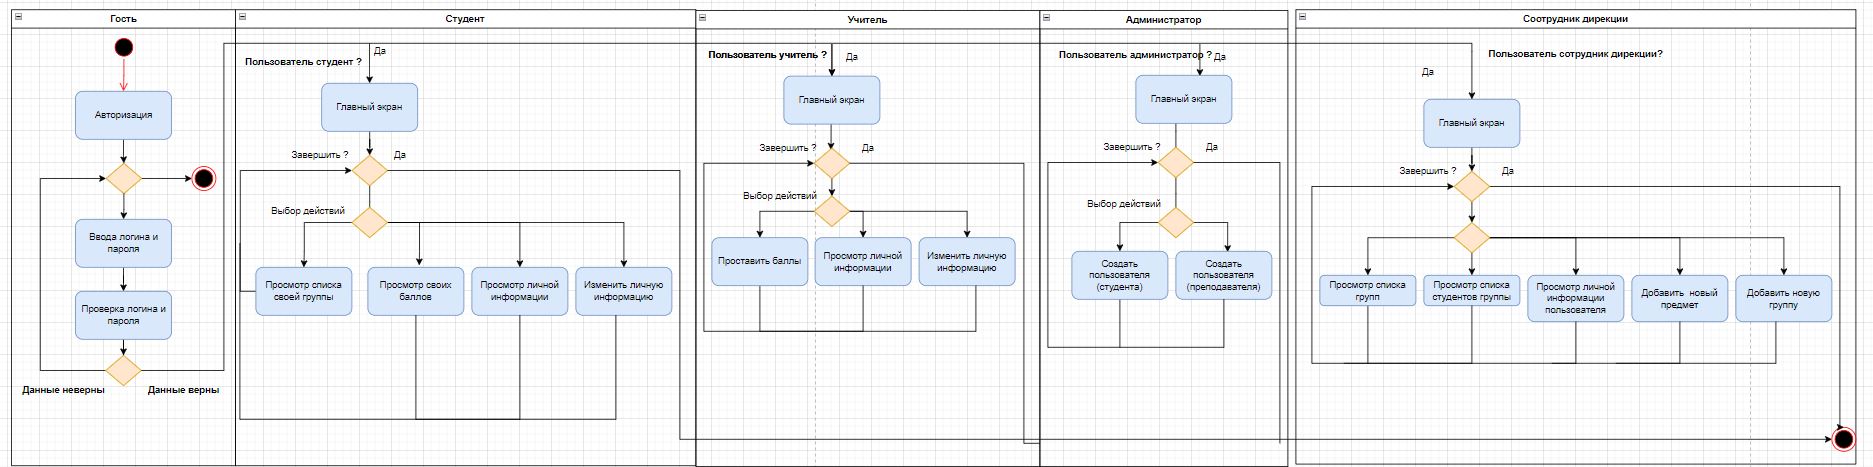 Гость
Авторизация
Ввода логина и
пароля
Проверка логина и
пароля
Данные неверны
Данные верны
Студент
Пользователь студент ?
Да
Главный экран
Завершить ?
Да
Выбор действий
Просмотр списка
своей группы
Просмотр своих
баллов
Просмотр личной
информации
Изменить личную
информацию
Учитель
Пользователь учитель ?
Да
Главный экран
Завершить ?
Да
Выбор действий
Проставить баллы
Просмотр личной
информации
Изменить личную
информацию
Администратор
Пользователь администратор ?
Да
Главный экран
Завершить ?
Да
Выбор действий
Создать
пользователя
(студента)
Создать
пользователя
(преподавателя)
Соотрудник дирекции
Пользователь сотрудник дирекции?
Да
Главный экран
Завершить ?
Да
Просмотр списка
групп
Просмотр списка
студентов группы
Просмотр личной
информации
пользователя
Добавить новый
предмет
Добавить новую
группу